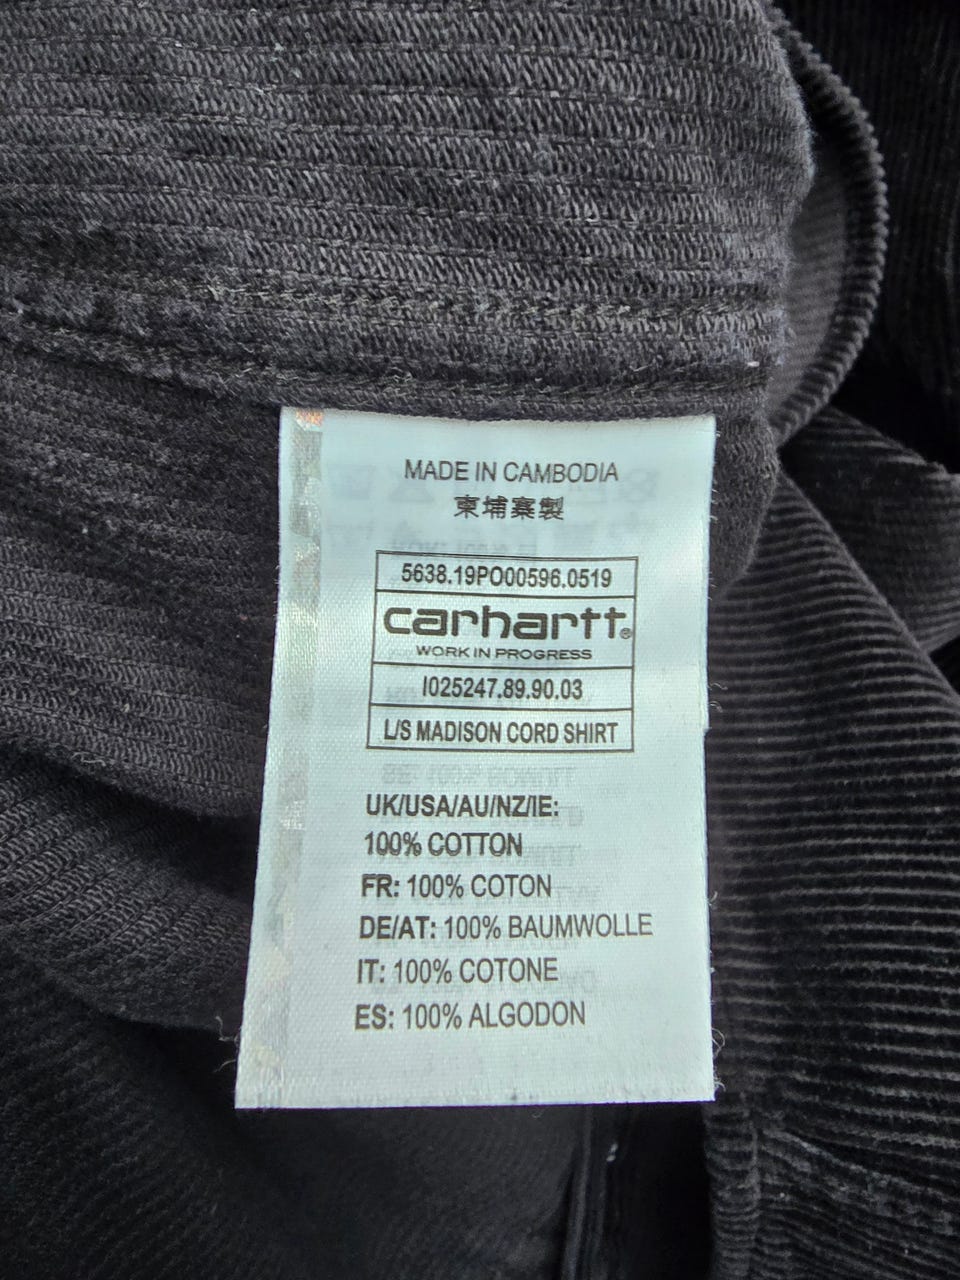 MADE IN CAMBODIA
柬埔寨製
5638.19PO00596.0519
carhartt®
WORK IN PROGRESS
I025247.89.90.03
L/S MADISON CORD SHIRT
UK/USA/AU/NZ/IE:
100% COTTON
FR: 100% COTON
DE/AT: 100% BAUMWOLLE
IT: 100% COTONE
ES: 100% ALGODON